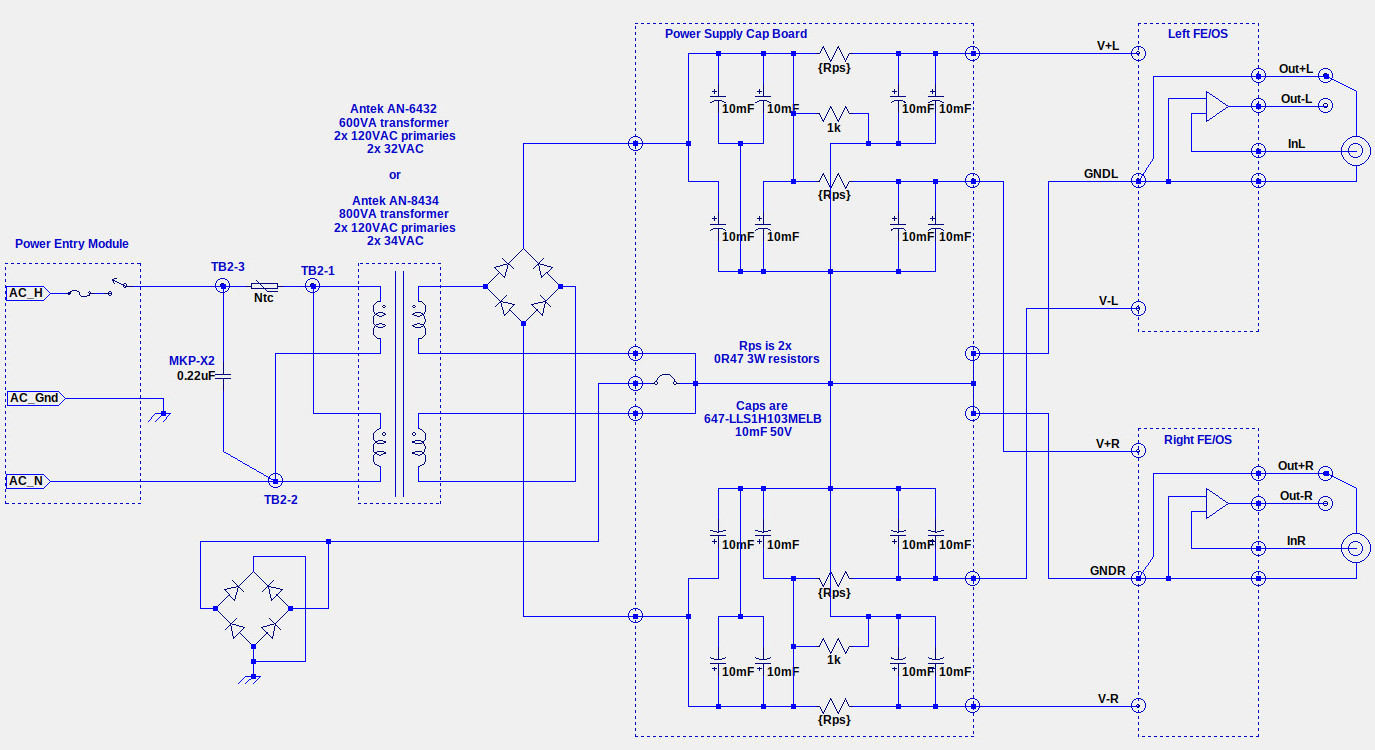 Power Supply Cap Board
Left FE/OS
V+L
{Rps}
Out+L
Antek AN-6432
600VA transformer
2x 120VAC primaries
2x 32VAC
or
Antek AN-8434
800VA transformer
2x 120VAC primaries
2x 34VAC
10mF
10mF
10mF
10mF
Out-L
1k
InL
GNDL
{Rps}
Power Entry Module
10mF
10mF
10mF
10mF
TB2-3
TB2-1
AC_H
Ntc
V-L
MKP-X2
0.22uF
Rps is 2x
0R47 3W resistors
AC_Gnd
Caps are
647-LLS1H103MELB
10mF 50V
V+R
Right FE/OS
Out+R
AC_N
TB2-2
Out-R
10mF
10mF
10mF
10mF
InR
GNDR
{Rps}
1k
10mF
10mF
10mF
10mF
V-R
{Rps}